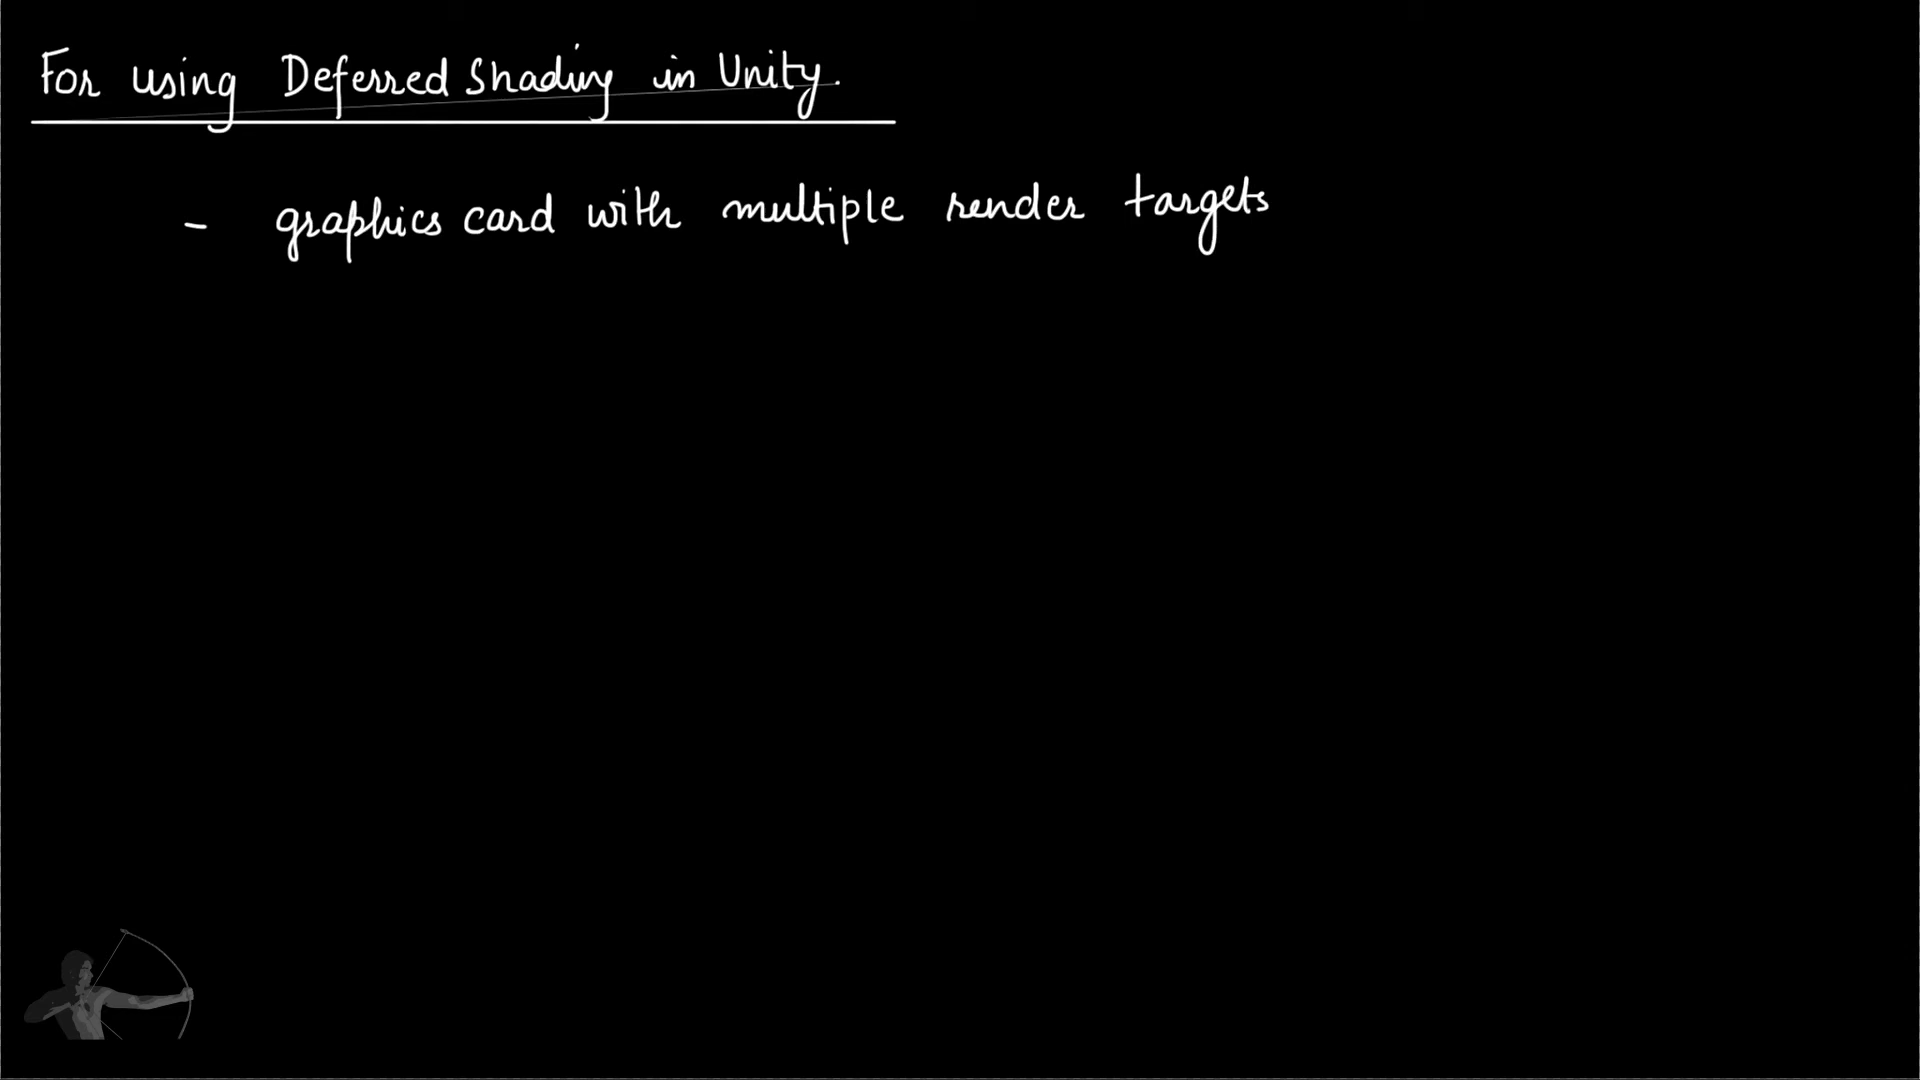 For using Deferred Shading in Unity.
- graphics card with multiple render targets